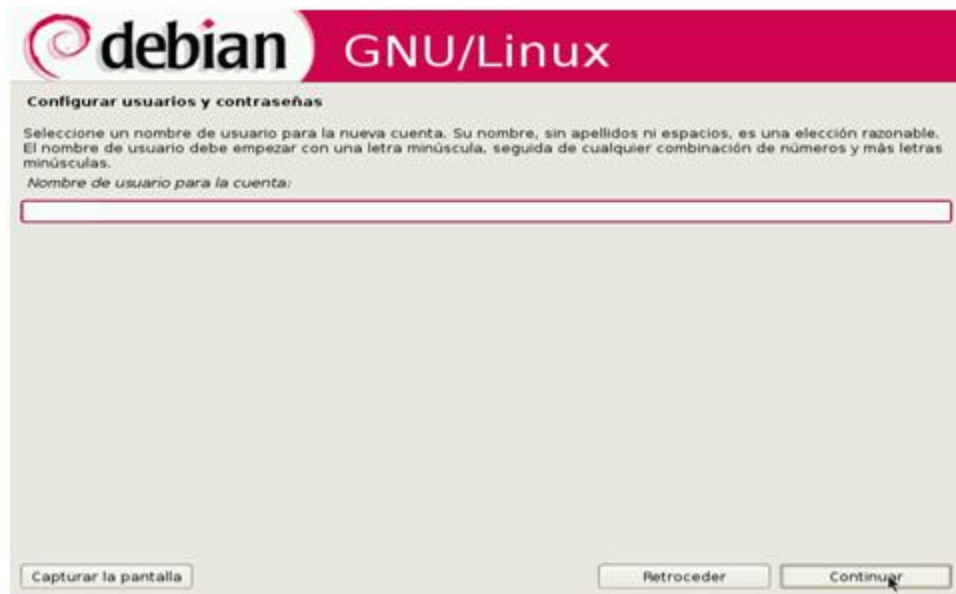 debian GNU/Linux
Configurar usuarios y contraseñas
Seleccione un nombre de usuario para la nueva cuenta. Su nombre, sin apellidos ni espacios, es una elección razonable.
El nombre de usuario debe empezar con una letra minúscula, seguida de cualquier combinación de números y más letras
minúsculas.
Nombre de usuario para la cuenta:
Capturar la pantalla Retroceder Continuar